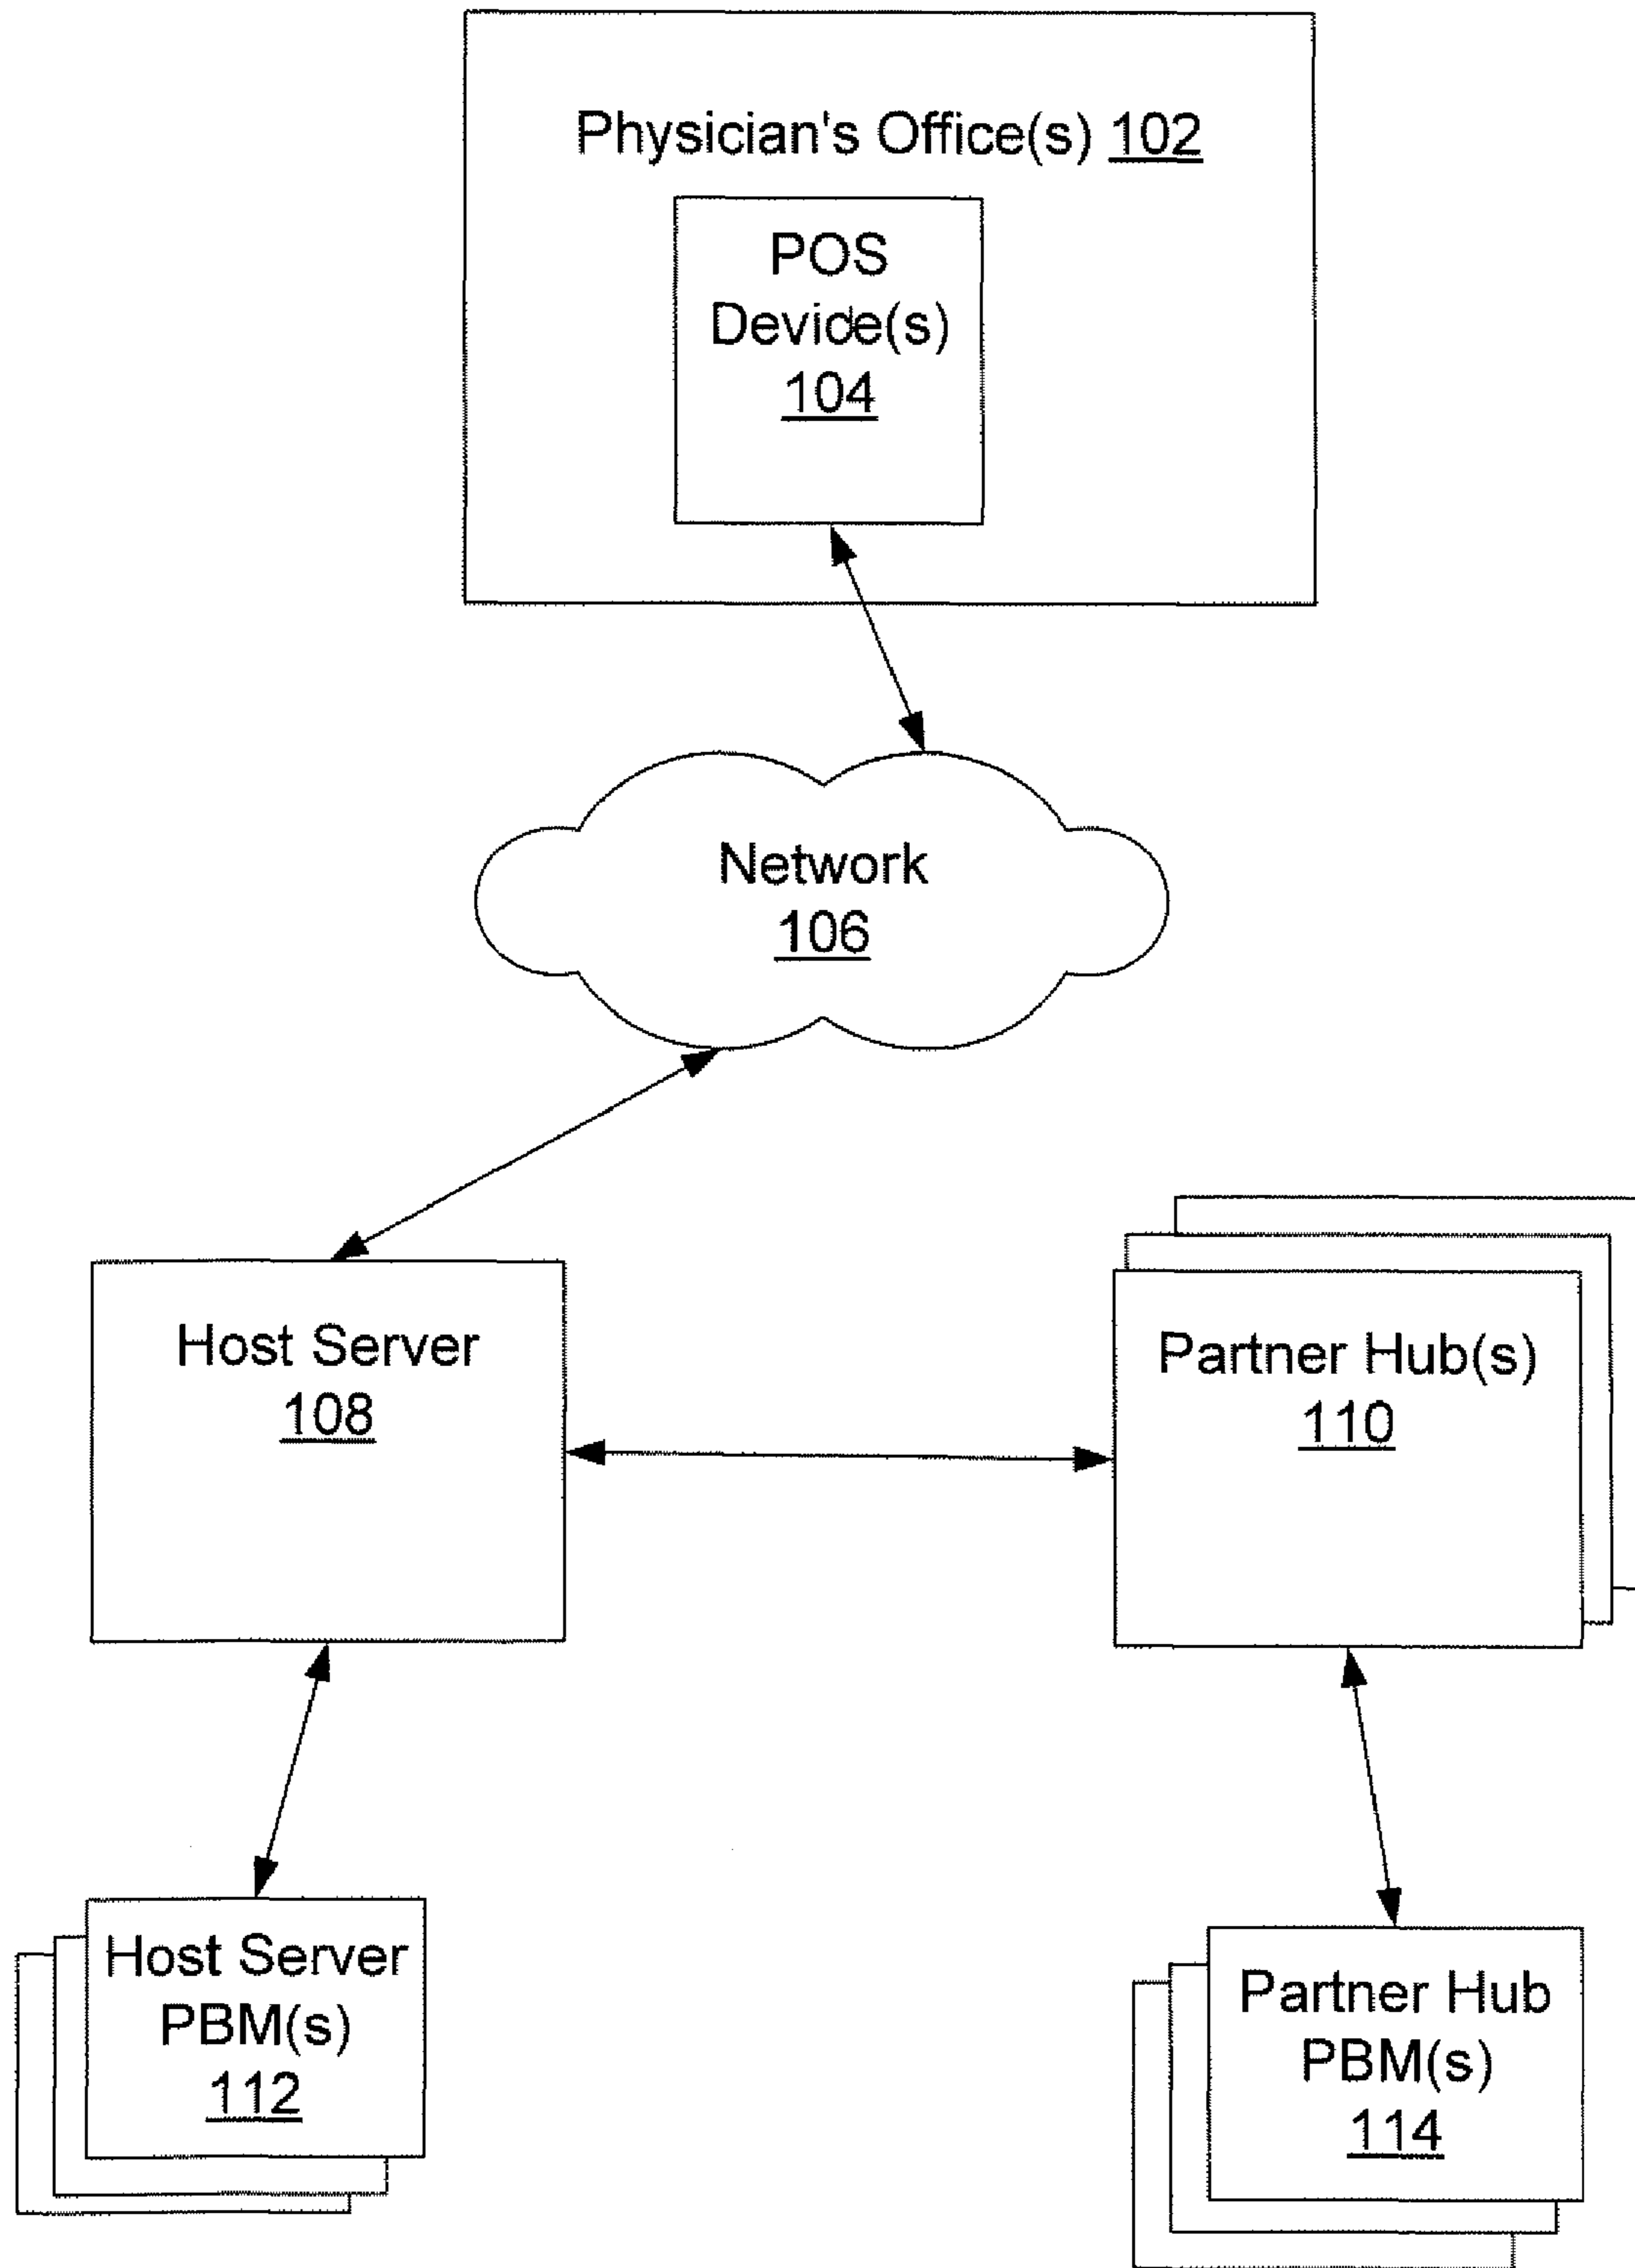 Physician's Office(s) 102
POS
Device(s)
104
Network
106
Host Server
108
Partner Hub(s)
110
Host Server
PBM(s)
112
Partner Hub
PBM(s)
114